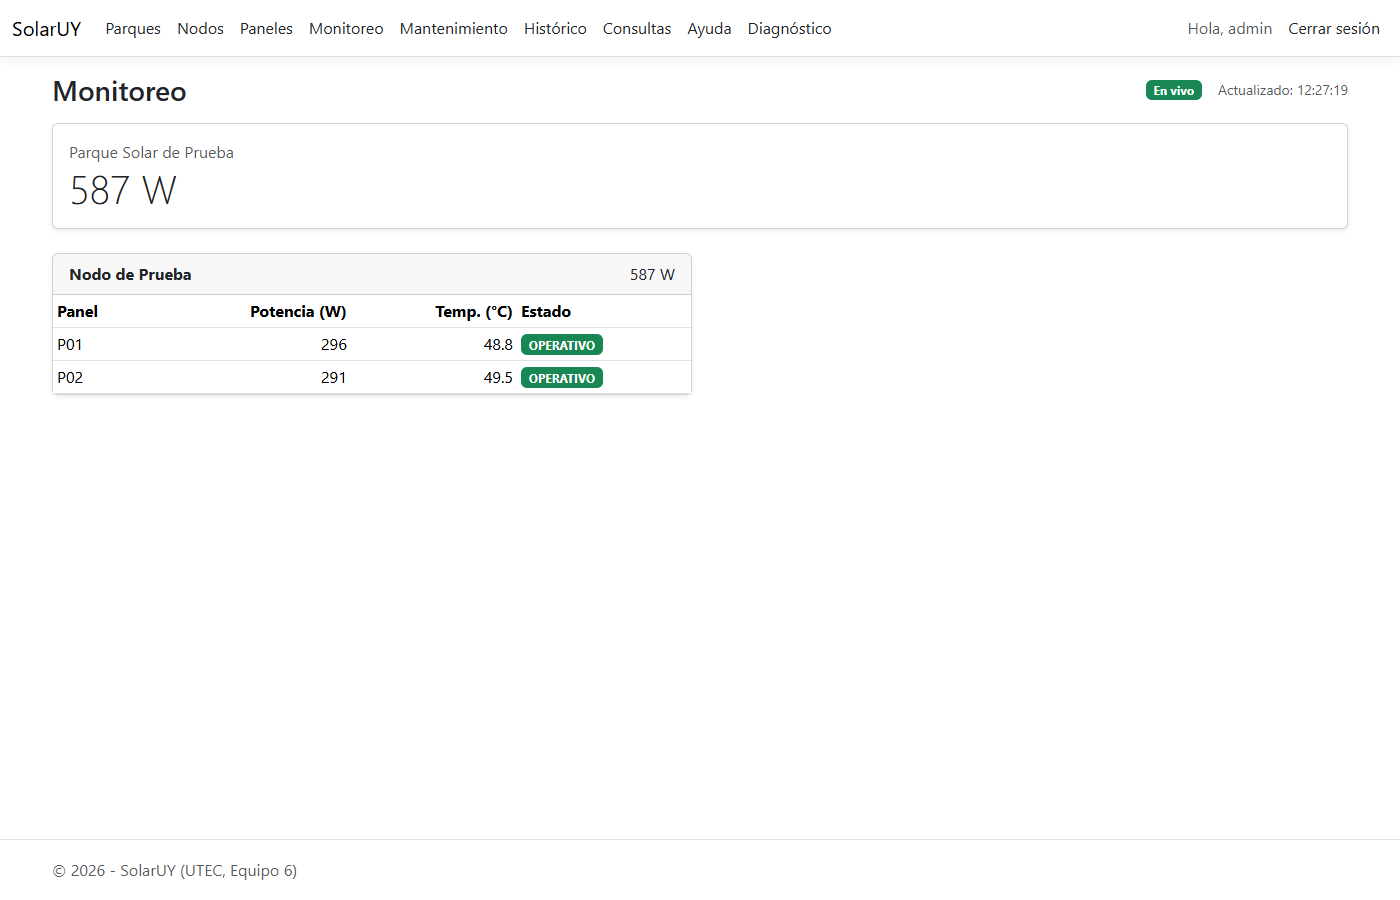 SolarUY Parques Nodos Paneles Monitoreo Mantenimiento Histórico Consultas Ayuda Diagnóstico Hola, admin Cerrar sesión
Monitoreo En vivo Actualizado: 12:27:19
Parque Solar de Prueba
587 W
Nodo de Prueba 587 W
Panel Potencia (W) Temp. (°C) Estado
P01 296 48.8 OPERATIVO
P02 291 49.5 OPERATIVO
© 2026 - SolarUY (UTEC, Equipo 6)